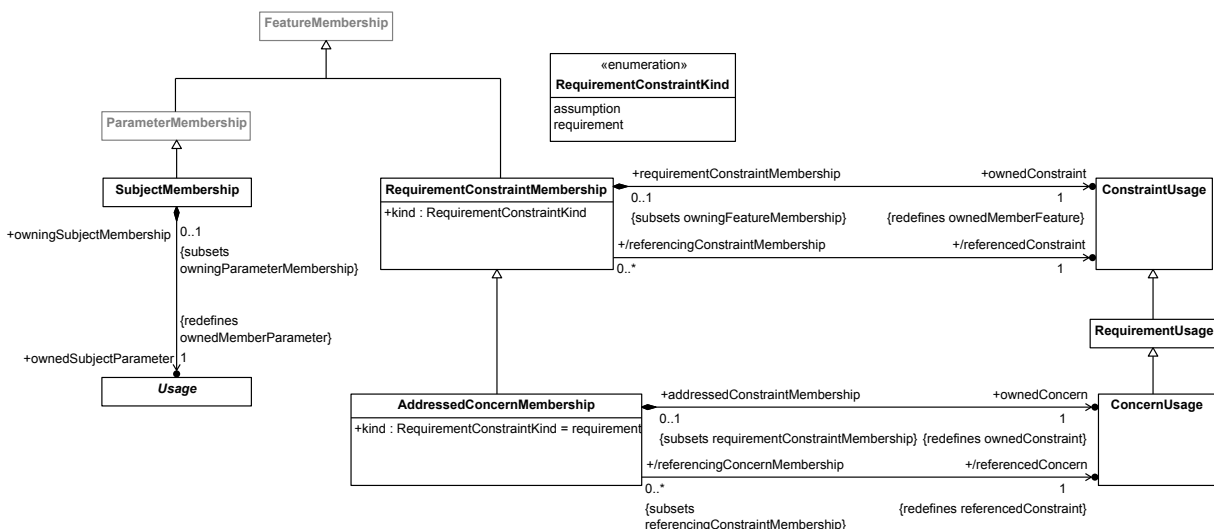 FeatureMembership
«enumeration»
RequirementConstraintKind
assumption
requirement
ParameterMembership
SubjectMembership
+owningSubjectMembership
0..1
{subsets
owningParameterMembership}
{redefines
ownedMemberParameter}
+ownedSubjectParameter
1
Usage
RequirementConstraintMembership
+kind : RequirementConstraintKind
+requirementConstraintMembership
+ownedConstraint
0..1
1
{subsets owningFeatureMembership}
{redefines ownedMemberFeature}
+/referencingConstraintMembership
+/referencedConstraint
0..*
1
ConstraintUsage
RequirementUsage
AddressedConcernMembership
+kind : RequirementConstraintKind = requirement
+addressedConstraintMembership
+ownedConcern
0..1
1
{subsets requirementConstraintMembership}
{redefines ownedConstraint}
+/referencingConcernMembership
+/referencedConcern
0..*
1
{subsets
referencingConstraintMembership}
{redefines referencedConstraint}
ConcernUsage